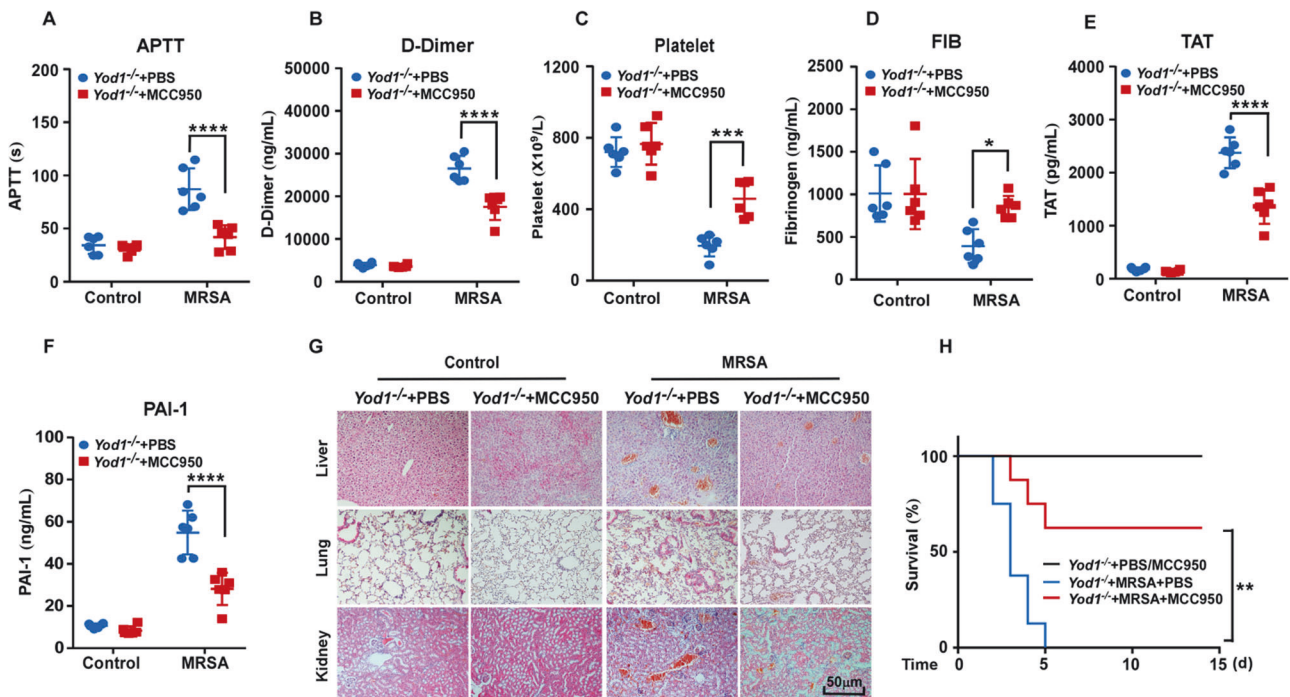 A
APTT
Yod1-/-+PBS
Yod1-/-+MCC950
APTT (s)
200
150
100
50
0
****
Control
MRSA
B
D-Dimer
Yod1-/-+PBS
Yod1-/-+MCC950
D-Dimer (ng/mL)
50000
40000
30000
20000
10000
0
****
Control
MRSA
C
Platelet
Yod1-/-+PBS
Yod1-/-+MCC950
Platelet (X10⁹/L)
1200
800
400
0
***
Control
MRSA
D
FIB
Yod1-/-+PBS
Yod1-/-+MCC950
Fibrinogen (ng/mL)
2500
2000
1500
1000
500
0
*
Control
MRSA
E
TAT
Yod1-/-+PBS
Yod1-/-+MCC950
TAT (pg/mL)
4000
3000
2000
1000
0
****
Control
MRSA
F
PAI-1
Yod1-/-+PBS
Yod1-/-+MCC950
PAI-1 (ng/mL)
100
80
60
40
20
0
****
Control
MRSA
G
Control
MRSA
Yod1-/-+PBS
Yod1-/-+MCC950
Yod1-/-+PBS
Yod1-/-+MCC950
Liver
Lung
Kidney
50μm
H
Survival (%)
100
50
0
Yod1-/-+PBS/MCC950
Yod1-/-+MRSA+PBS
Yod1-/-+MRSA+MCC950
**
Time
0
5
10
15
(d)